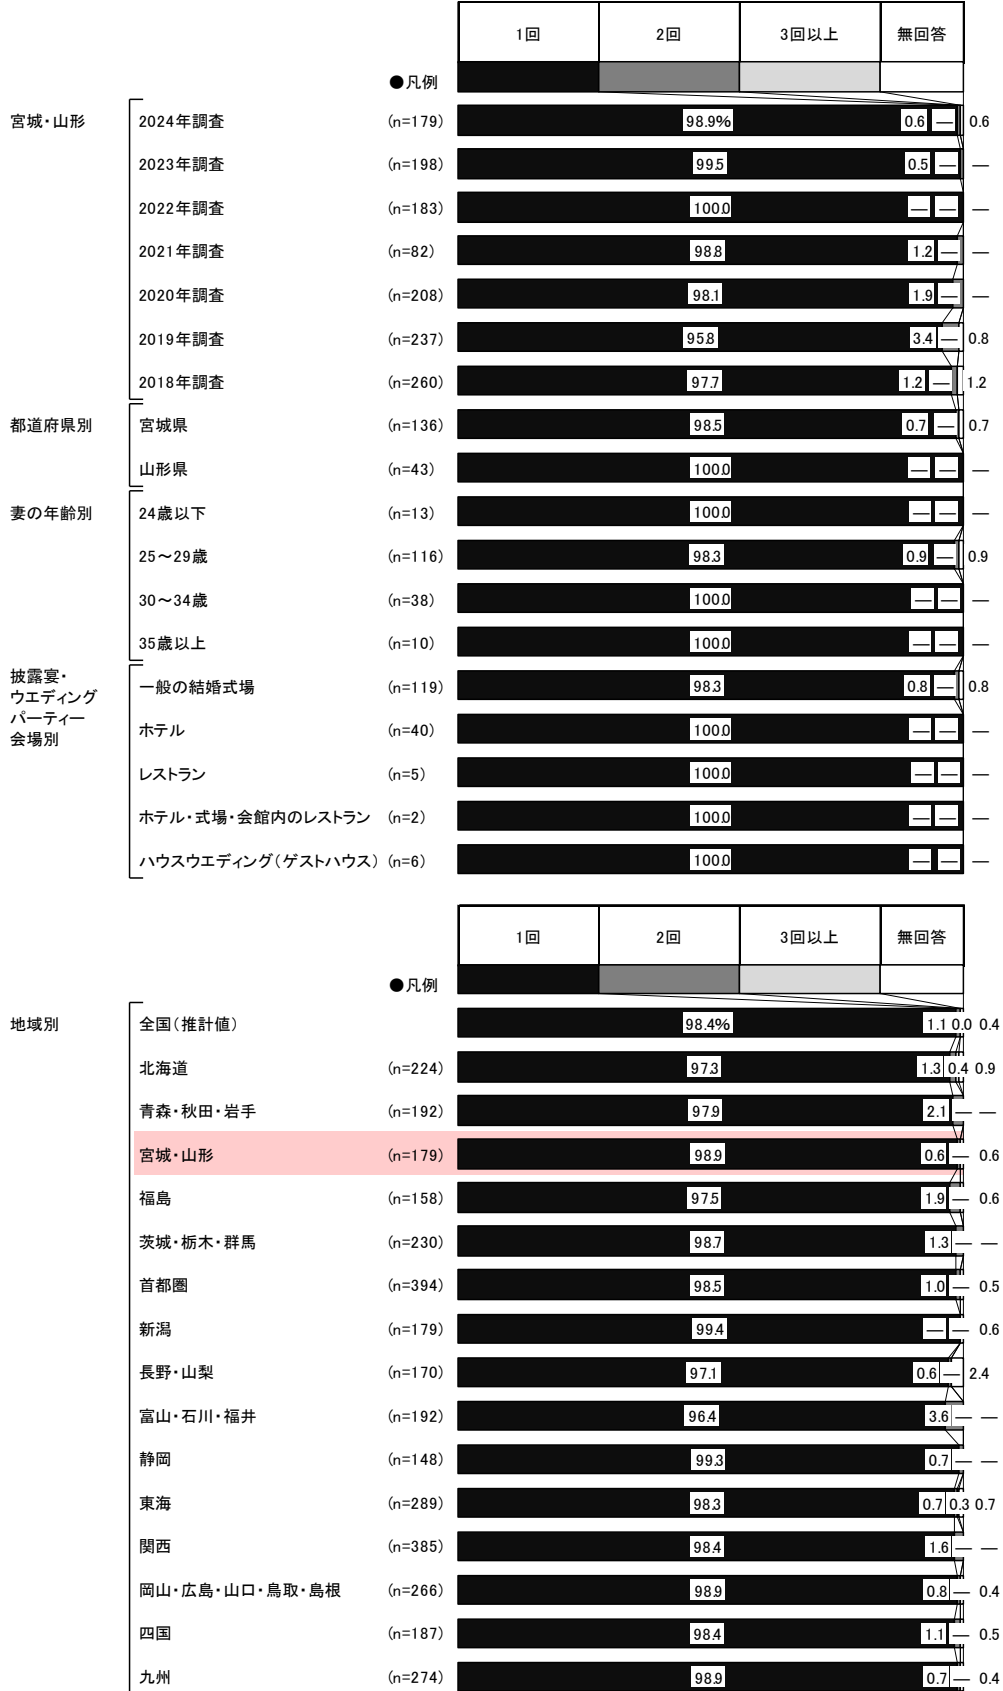 1回 2回 3回以上 無回答
●凡例
宮城・山形 2024年調査 (n=179) 98.9% 0.6 — 0.6
2023年調査 (n=198) 99.5 0.5 — —
2022年調査 (n=183) 100.0 — — —
2021年調査 (n=82) 98.8 1.2 — —
2020年調査 (n=208) 98.1 1.9 — —
2019年調査 (n=237) 95.8 3.4 — 0.8
2018年調査 (n=260) 97.7 1.2 — 1.2
都道府県別 宮城県 (n=136) 98.5 0.7 — 0.7
山形県 (n=43) 100.0 — — —
妻の年齢別 24歳以下 (n=13) 100.0 — — —
25～29歳 (n=116) 98.3 0.9 — 0.9
30～34歳 (n=38) 100.0 — — —
35歳以上 (n=10) 100.0 — — —
披露宴・
ウエディング
パーティー
会場別
一般の結婚式場 (n=119) 98.3 0.8 — 0.8
ホテル (n=40) 100.0 — — —
レストラン (n=5) 100.0 — — —
ホテル・式場・会館内のレストラン (n=2) 100.0 — — —
ハウスウエディング(ゲストハウス) (n=6) 100.0 — — —
1回 2回 3回以上 無回答
●凡例
地域別 全国(推計値) 98.4% 1.1 0.0 0.4
北海道 (n=224) 97.3 1.3 0.4 0.9
青森・秋田・岩手 (n=192) 97.9 2.1 — —
宮城・山形 (n=179) 98.9 0.6 — 0.6
福島 (n=158) 97.5 1.9 — 0.6
茨城・栃木・群馬 (n=230) 98.7 1.3 — —
首都圏 (n=394) 98.5 1.0 — 0.5
新潟 (n=179) 99.4 — — 0.6
長野・山梨 (n=170) 97.1 0.6 — 2.4
富山・石川・福井 (n=192) 96.4 3.6 — —
静岡 (n=148) 99.3 0.7 — —
東海 (n=289) 98.3 0.7 0.3 0.7
関西 (n=385) 98.4 1.6 — —
岡山・広島・山口・鳥取・島根 (n=266) 98.9 0.8 — 0.4
四国 (n=187) 98.4 1.1 — 0.5
九州 (n=274) 98.9 0.7 — 0.4